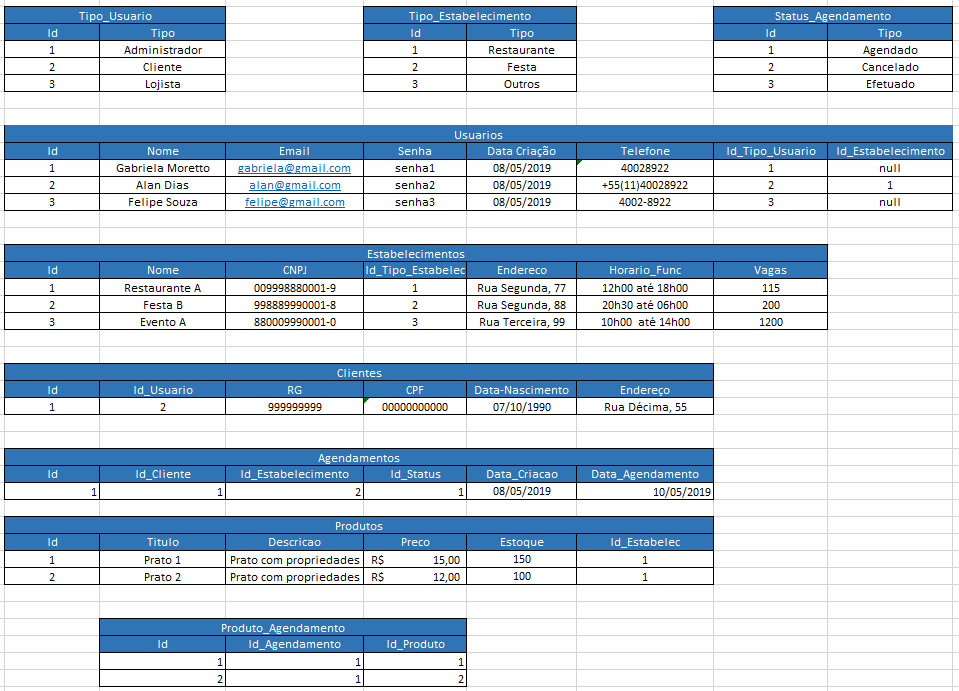 Tipo_Usuario Tipo_Estabelecimento Status_Agendamento
Id Tipo Id Tipo Id Tipo
1 Administrador 1 Restaurante 1 Agendado
2 Cliente 2 Festa 2 Cancelado
3 Lojista 3 Outros 3 Efetuado
Usuarios
Id Nome Email Senha Data Criação Telefone Id_Tipo_Usuario Id_Estabelecimento
1 Gabriela Moretto gabriela@gmail.com senha1 08/05/2019 40028922 1 null
2 Alan Dias alan@gmail.com senha2 08/05/2019 +55(11)40028922 2 1
3 Felipe Souza felipe@gmail.com senha3 08/05/2019 4002-8922 3 null
Estabelecimentos
Id Nome CNPJ Id_Tipo_Estabelec Endereco Horario_Func Vagas
1 Restaurante A 009998880001-9 1 Rua Segunda, 77 12h00 até 18h00 115
2 Festa B 998889990001-8 2 Rua Segunda, 88 20h30 até 06h00 200
3 Evento A 880009990001-0 3 Rua Terceira, 99 10h00 até 14h00 1200
Clientes
Id Id_Usuario RG CPF Data-Nascimento Endereço
1 2 999999999 00000000000 07/10/1990 Rua Décima, 55
Agendamentos
Id Id_Cliente Id_Estabelecimento Id_Status Data_Criacao Data_Agendamento
1 1 2 1 08/05/2019 10/05/2019
Produtos
Id Titulo Descricao Preco Estoque Id_Estabelec
1 Prato 1 Prato com propriedades R$ 15,00 150 1
2 Prato 2 Prato com propriedades R$ 12,00 100 1
Produto_Agendamento
Id Id_Agendamento Id_Produto
1 1 1
2 1 2